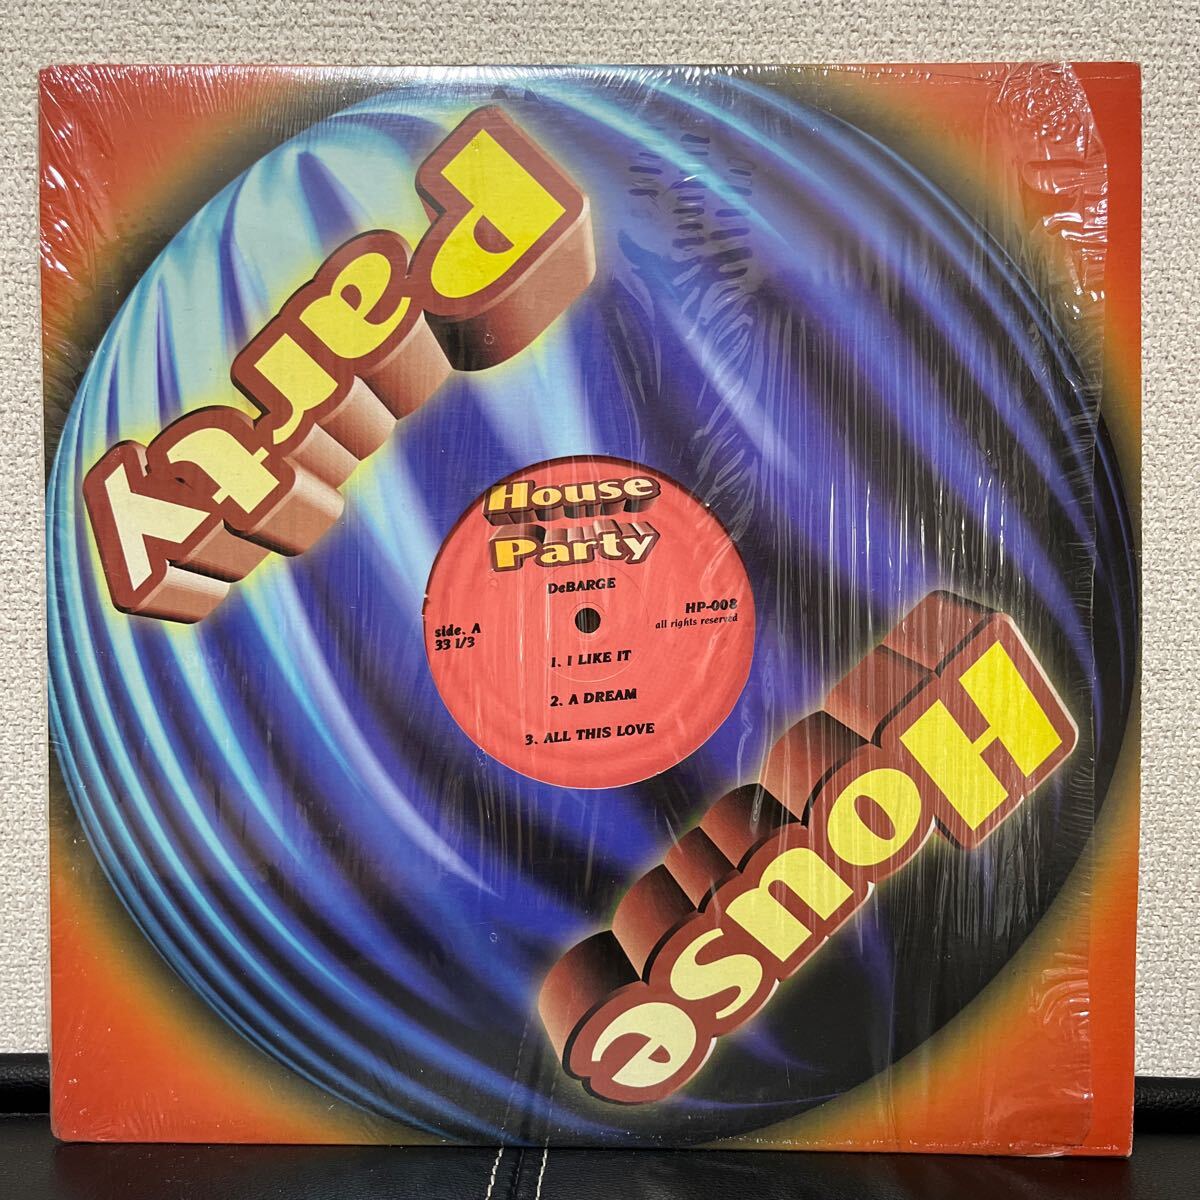 Party
House
House
Party
DeBARGE
side. A
33 1/3
HP-008
all rights reserved
1. I LIKE IT
2. A DREAM
3. ALL THIS LOVE